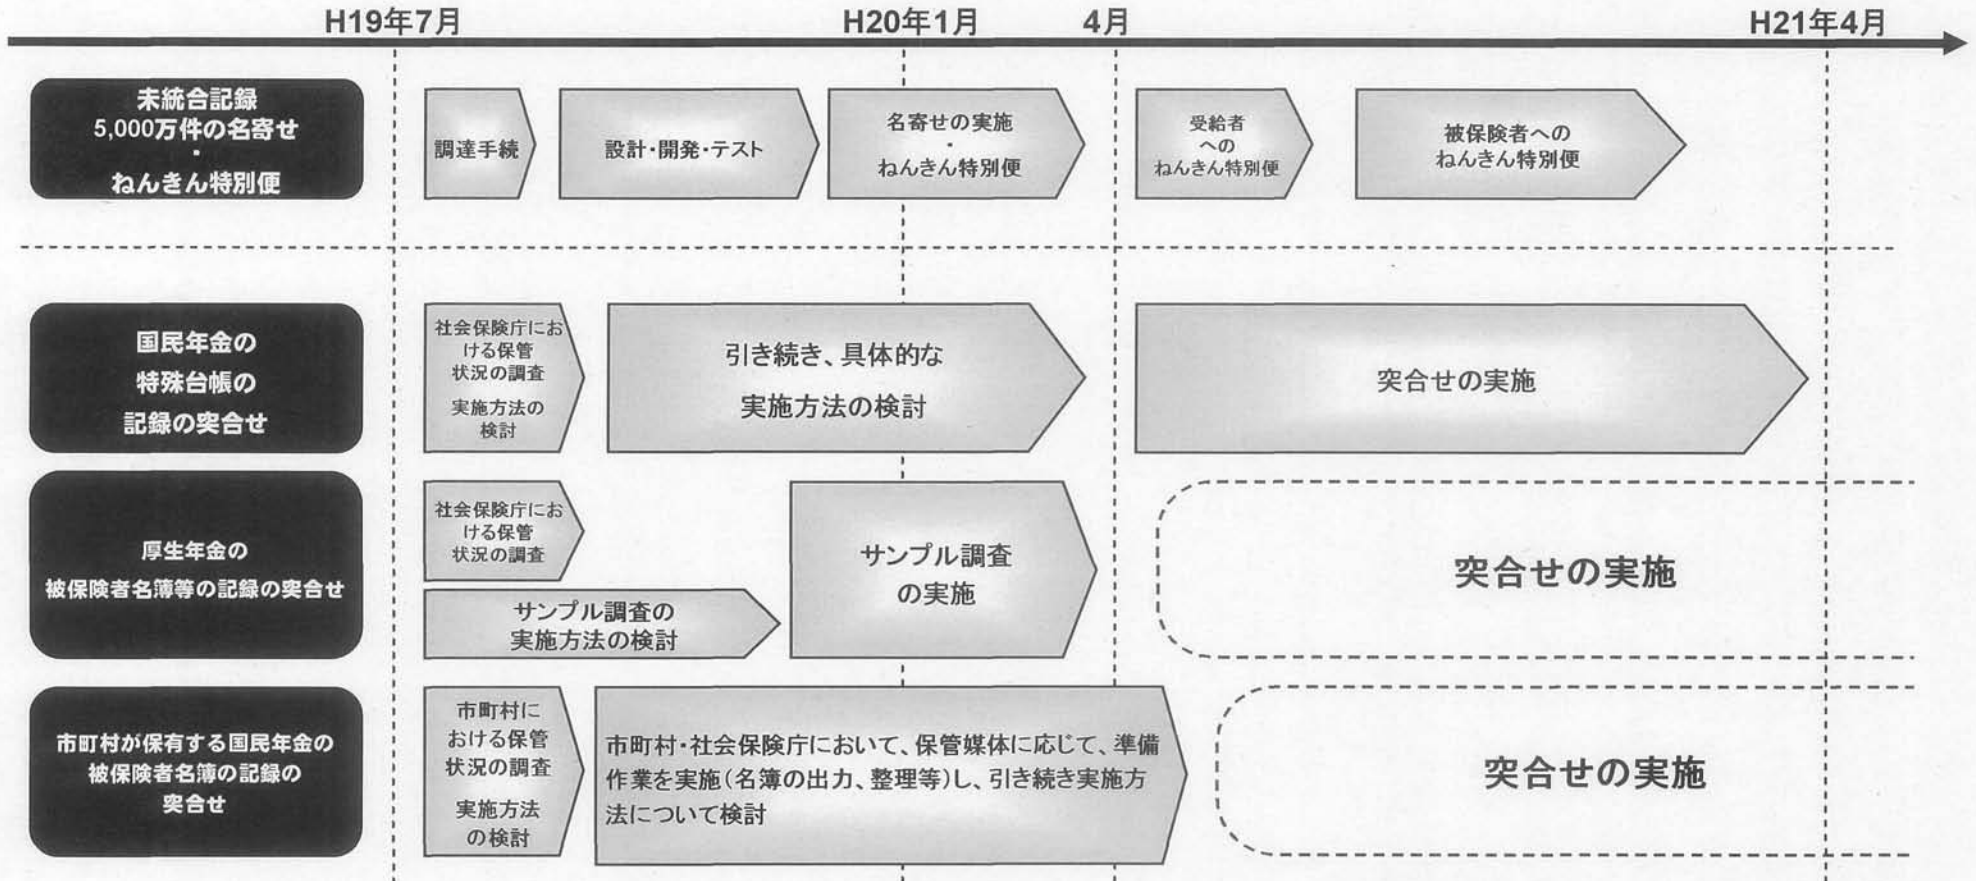 H19年7月
H20年1月
4月
H21年4月
未統合記録
5,000万件の名寄せ
・
ねんきん特別便
調達手続
設計・開発・テスト
名寄せの実施
・
ねんきん特別便
受給者
への
ねんきん特別便
被保険者への
ねんきん特別便
国民年金の
特殊台帳の
記録の突合せ
社会保険庁にお
ける保管
状況の調査
実施方法の
検討
引き続き、具体的な
実施方法の検討
突合せの実施
厚生年金の
被保険者名簿等の記録の突合せ
社会保険庁にお
ける保管
状況の調査
サンプル調査の
実施方法の検討
サンプル調査
の実施
突合せの実施
市町村が保有する国民年金の
被保険者名簿の記録の
突合せ
市町村に
おける保管
状況の調査
実施方法
の検討
市町村・社会保険庁において、保管媒体に応じて、準備
作業を実施(名簿の出力、整理等)し、引き続き実施方
法について検討
突合せの実施